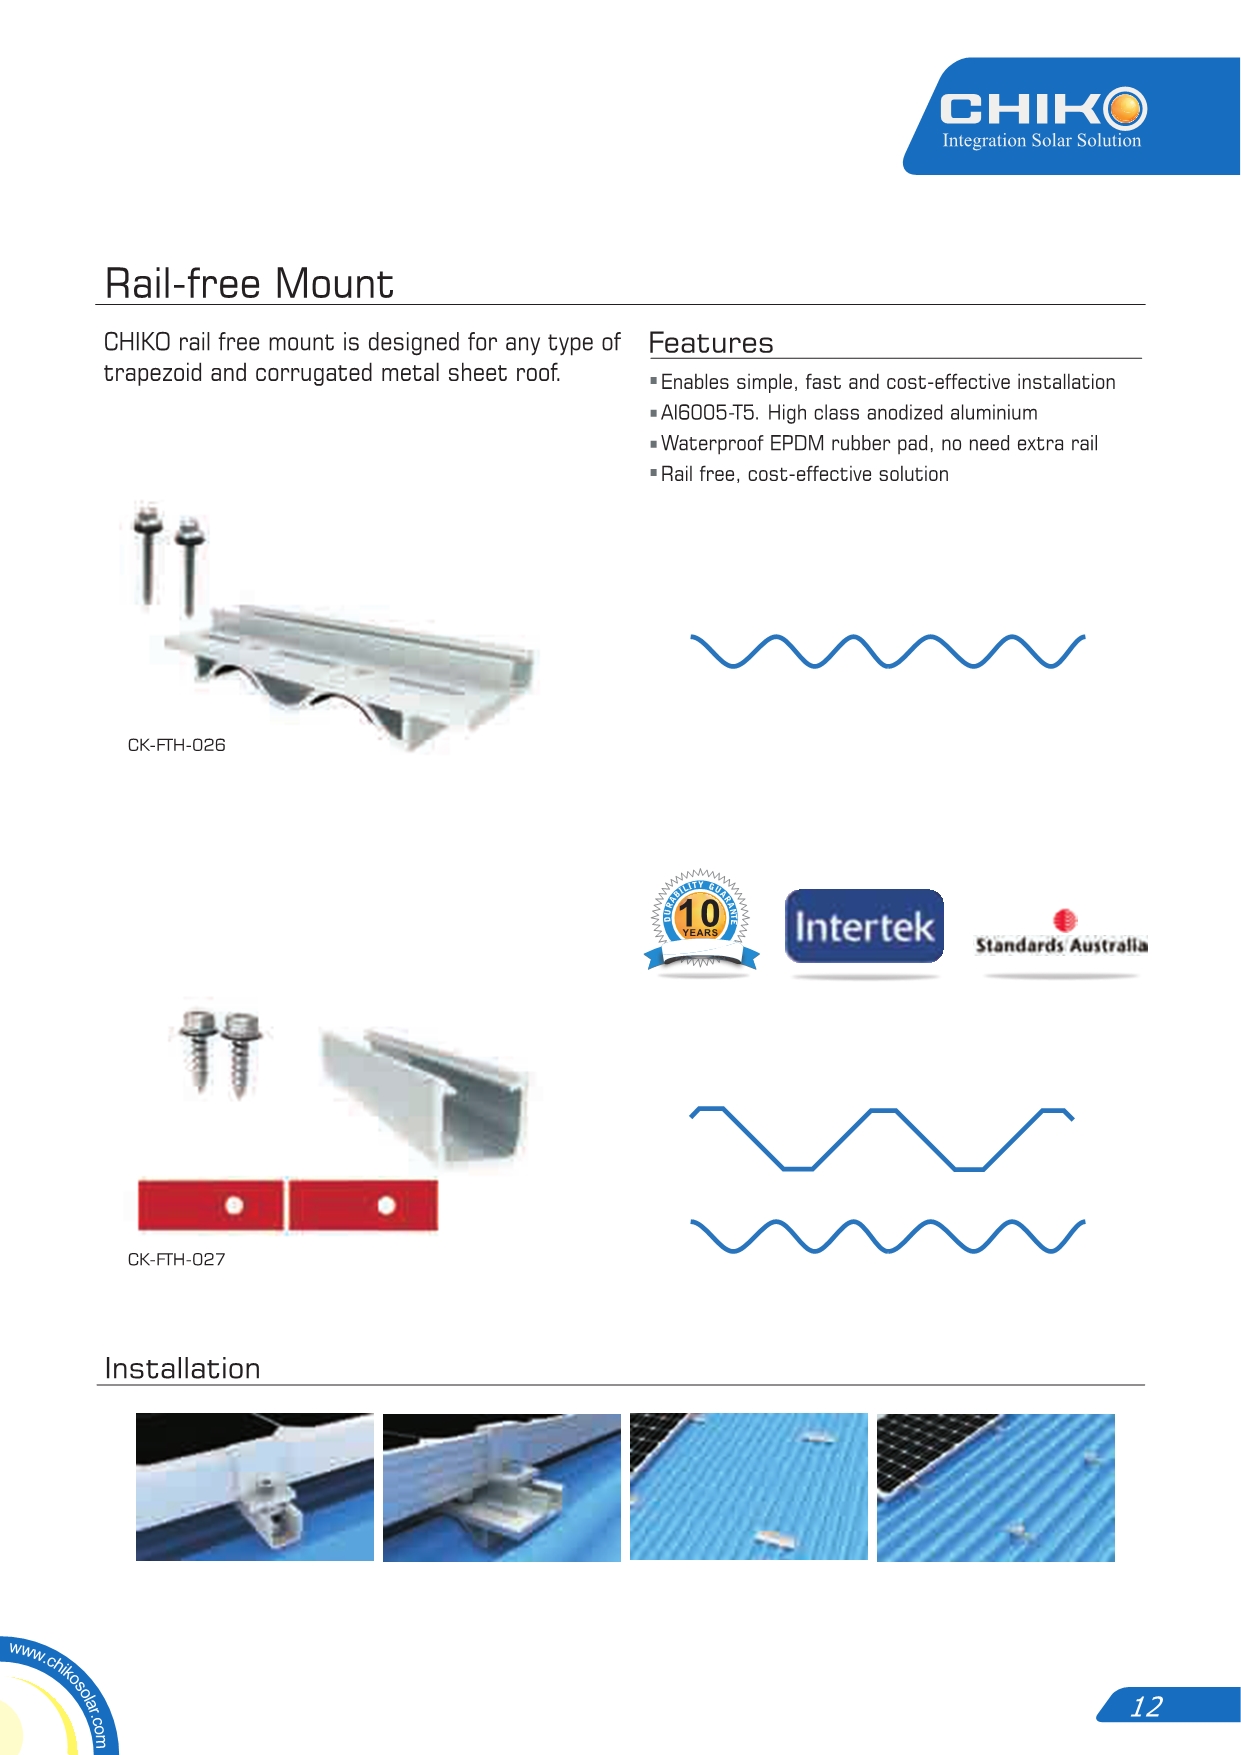 CHIKO
Integration Solar Solution
Rail-free Mount
CHIKO rail free mount is designed for any type of
trapezoid and corrugated metal sheet roof.
Features
Enables simple, fast and cost-effective installation
Al6005-T5. High class anodized aluminium
Waterproof EPDM rubber pad, no need extra rail
Rail free, cost-effective solution
CK-FTH-026
DURABILITY GUARANTE
10
YEARS
Intertek
Standards Australia
CK-FTH-027
Installation
www.chikosolar.com
12